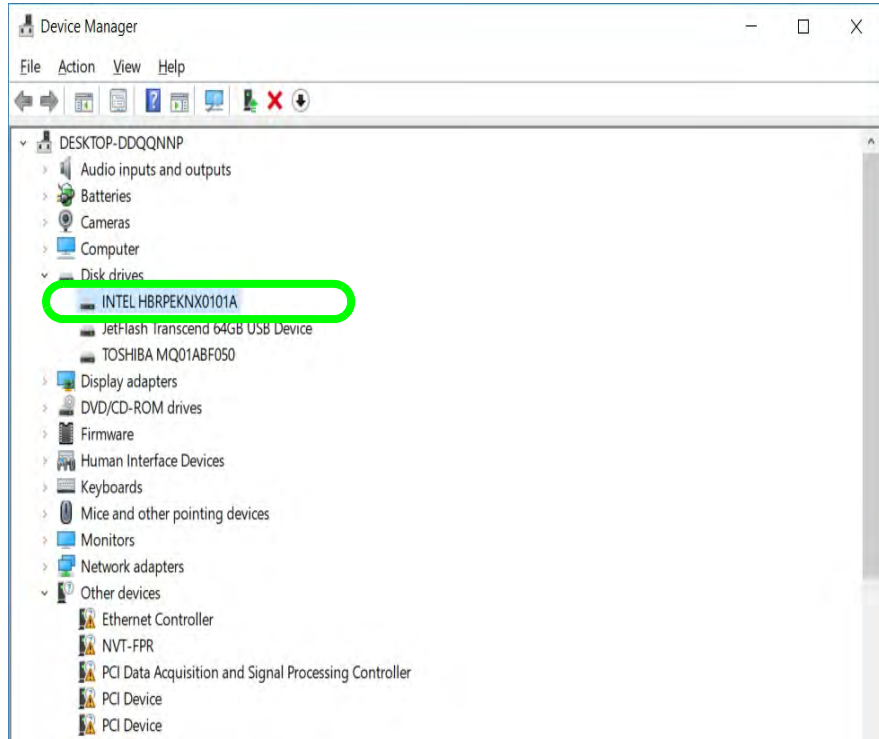 Device Manager
File Action View Help
DESKTOP-DDQQNNP
Audio inputs and outputs
Batteries
Cameras
Computer
Disk drives
INTEL HBRPEKNX0101A
JetFlash Transcend 64GB USB Device
TOSHIBA MQ01ABF050
Display adapters
DVD/CD-ROM drives
Firmware
Human Interface Devices
Keyboards
Mice and other pointing devices
Monitors
Network adapters
Other devices
Ethernet Controller
NVT-FPR
PCI Data Acquisition and Signal Processing Controller
PCI Device
PCI Device